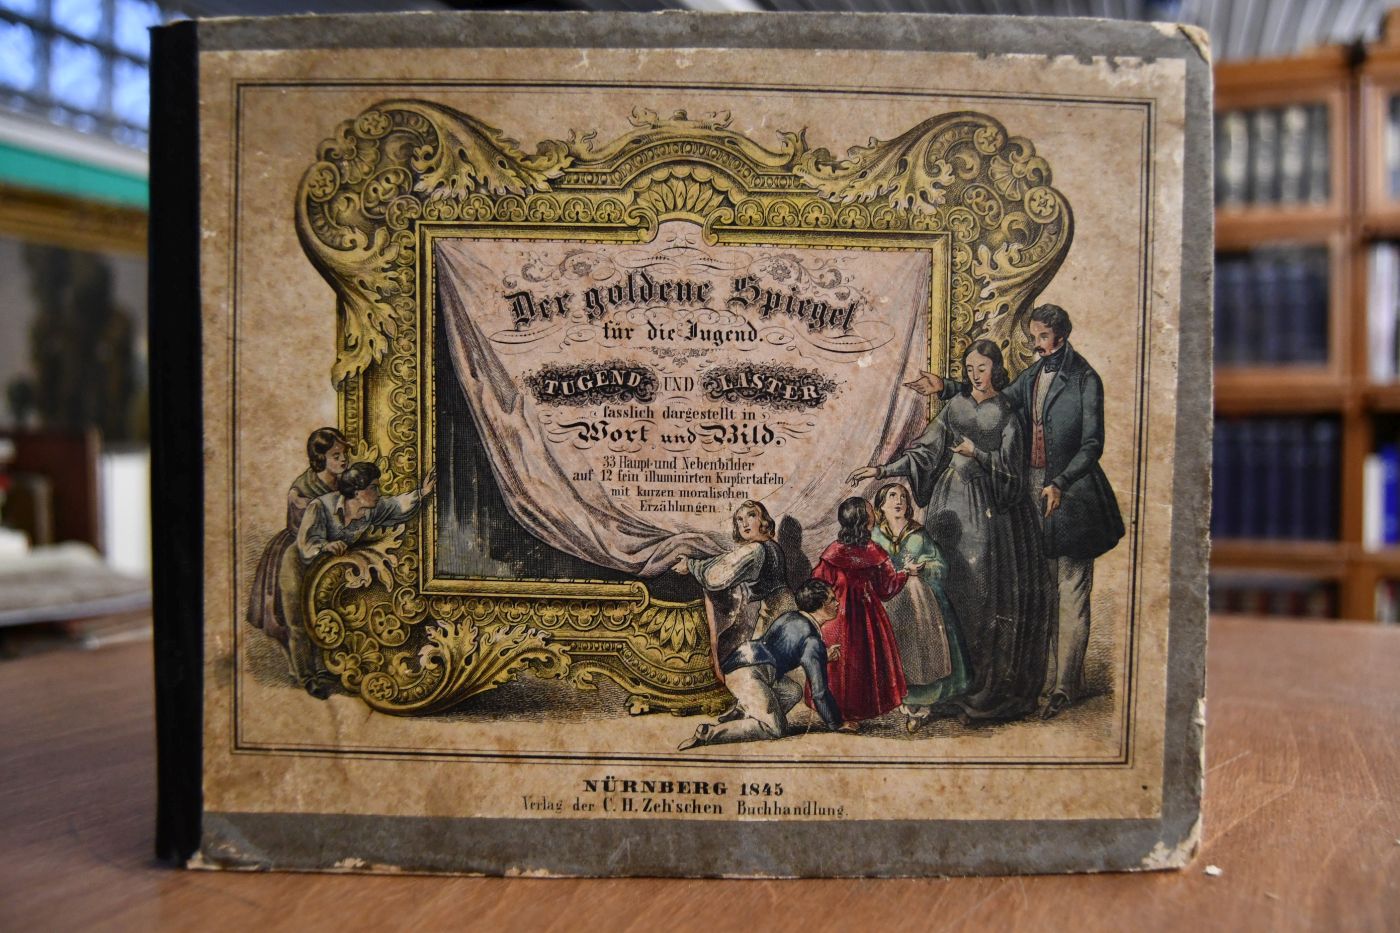 Der goldene Spiegel
für die Jugend.
TUGEND UND LASTER
fasslich dargestellt in
Wort und Bild.
33 Haupt- und Nebenbilder
auf 12 fein illuminirten Kupfertafeln
mit kurzen moralischen
Erzählungen.
NÜRNBERG 1845
Verlag der C. H. Zeh'schen Buchhandlung.